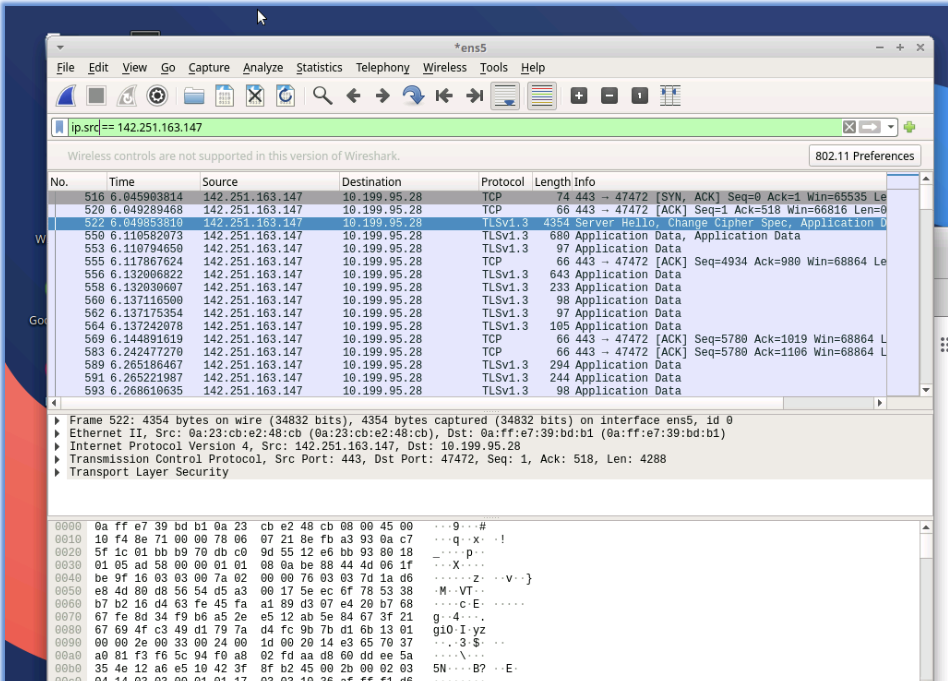 *ens5
File Edit View Go Capture Analyze Statistics Telephony Wireless Tools Help
ip.src == 142.251.163.147
Wireless controls are not supported in this version of Wireshark. 802.11 Preferences
No. Time Source Destination Protocol Length Info
516 6.045903814 142.251.163.147 10.199.95.28 TCP 74 443 → 47472 [SYN, ACK] Seq=0 Ack=1 Win=65535 Le
520 6.049289468 142.251.163.147 10.199.95.28 TCP 66 443 → 47472 [ACK] Seq=1 Ack=518 Win=66816 Len=0
522 6.049853810 142.251.163.147 10.199.95.28 TLSv1.3 4354 Server Hello, Change Cipher Spec, Application D
550 6.110582073 142.251.163.147 10.199.95.28 TLSv1.3 680 Application Data, Application Data
553 6.110794650 142.251.163.147 10.199.95.28 TLSv1.3 97 Application Data
555 6.117867624 142.251.163.147 10.199.95.28 TCP 66 443 → 47472 [ACK] Seq=4934 Ack=980 Win=68864 Le
556 6.132006822 142.251.163.147 10.199.95.28 TLSv1.3 643 Application Data
558 6.132030607 142.251.163.147 10.199.95.28 TLSv1.3 233 Application Data
560 6.137116500 142.251.163.147 10.199.95.28 TLSv1.3 98 Application Data
562 6.137175354 142.251.163.147 10.199.95.28 TLSv1.3 97 Application Data
564 6.137242078 142.251.163.147 10.199.95.28 TLSv1.3 105 Application Data
569 6.144891619 142.251.163.147 10.199.95.28 TCP 66 443 → 47472 [ACK] Seq=5780 Ack=1019 Win=68864 L
583 6.242477270 142.251.163.147 10.199.95.28 TCP 66 443 → 47472 [ACK] Seq=5780 Ack=1106 Win=68864 L
589 6.265186467 142.251.163.147 10.199.95.28 TLSv1.3 294 Application Data
591 6.265221987 142.251.163.147 10.199.95.28 TLSv1.3 244 Application Data
593 6.268610635 142.251.163.147 10.199.95.28 TLSv1.3 98 Application Data
Frame 522: 4354 bytes on wire (34832 bits), 4354 bytes captured (34832 bits) on interface ens5, id 0
Ethernet II, Src: 0a:23:cb:e2:48:cb (0a:23:cb:e2:48:cb), Dst: 0a:ff:e7:39:bd:b1 (0a:ff:e7:39:bd:b1)
Internet Protocol Version 4, Src: 142.251.163.147, Dst: 10.199.95.28
Transmission Control Protocol, Src Port: 443, Dst Port: 47472, Seq: 1, Ack: 518, Len: 4288
Transport Layer Security
0000 0a ff e7 39 bd b1 0a 23 cb e2 48 cb 08 00 45 00 ···9···#
0010 10 f4 8e 71 00 00 78 06 07 21 8e fb a3 93 0a c7 ···q··x· ·!
0020 5f 1c 01 bb b9 70 db c0 9d 55 12 e6 bb 93 80 18 _····p··
0030 01 05 ad 58 00 00 01 01 08 0a be 88 44 4d 06 1f ···X····
0040 be 9f 16 03 03 00 7a 02 00 00 76 03 03 7d 1a d6 ······z· ··v··}
0050 e8 4d 80 d8 56 54 d5 a3 00 17 5e ec 6f 78 53 38 ·M··VT··
0060 b7 b2 16 d4 63 fe 45 fa a1 89 d3 07 e4 20 b7 68 ····c·E· ·····
0070 67 fe 8d 34 f9 b6 a5 2e e5 12 ab 5e 84 67 3f 21 g··4···.
0080 67 69 4f c3 49 d1 79 7a d4 fc 9b 7b d1 6b 13 01 giO·I·yz
0090 00 00 2e 00 33 00 24 00 1d 00 20 14 e3 65 70 37 ··.·3·$· ··
00a0 a0 81 f3 f6 5c 94 f0 a8 02 fd aa d8 60 dd ee 5a ····\···
00b0 35 4e 12 a6 e5 10 42 3f 8f b2 45 00 2b 00 02 03 5N····B? ··E·